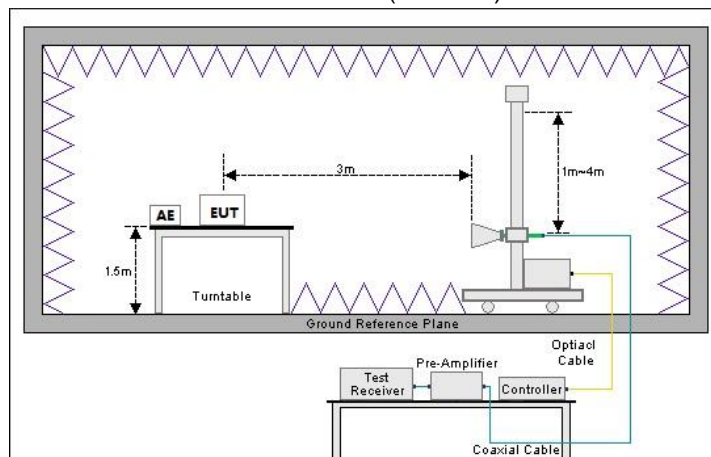 3m
1m~4m
AE
EUT
1.5m
Turntable
Ground Reference Plane
Optiacl
Cable
Pre-Amplifier
Test
Receiver
Controller
Coaxial Cable